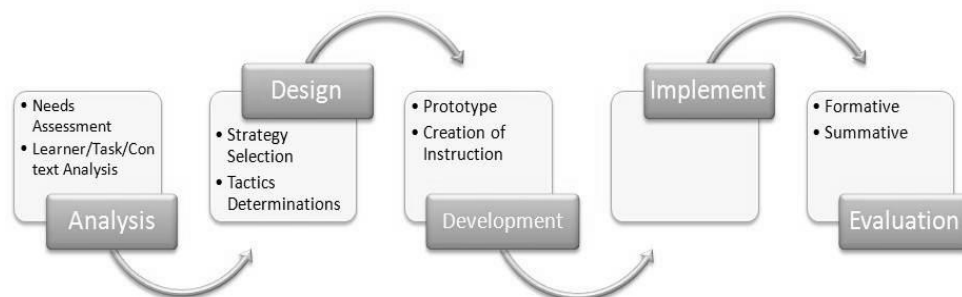 • Needs
Assessment
• Learner/Task/Con
text Analysis
Analysis
Design
• Strategy
Selection
• Tactics
Determinations
• Prototype
• Creation of
Instruction
Development
Implement
• Formative
• Summative
Evaluation